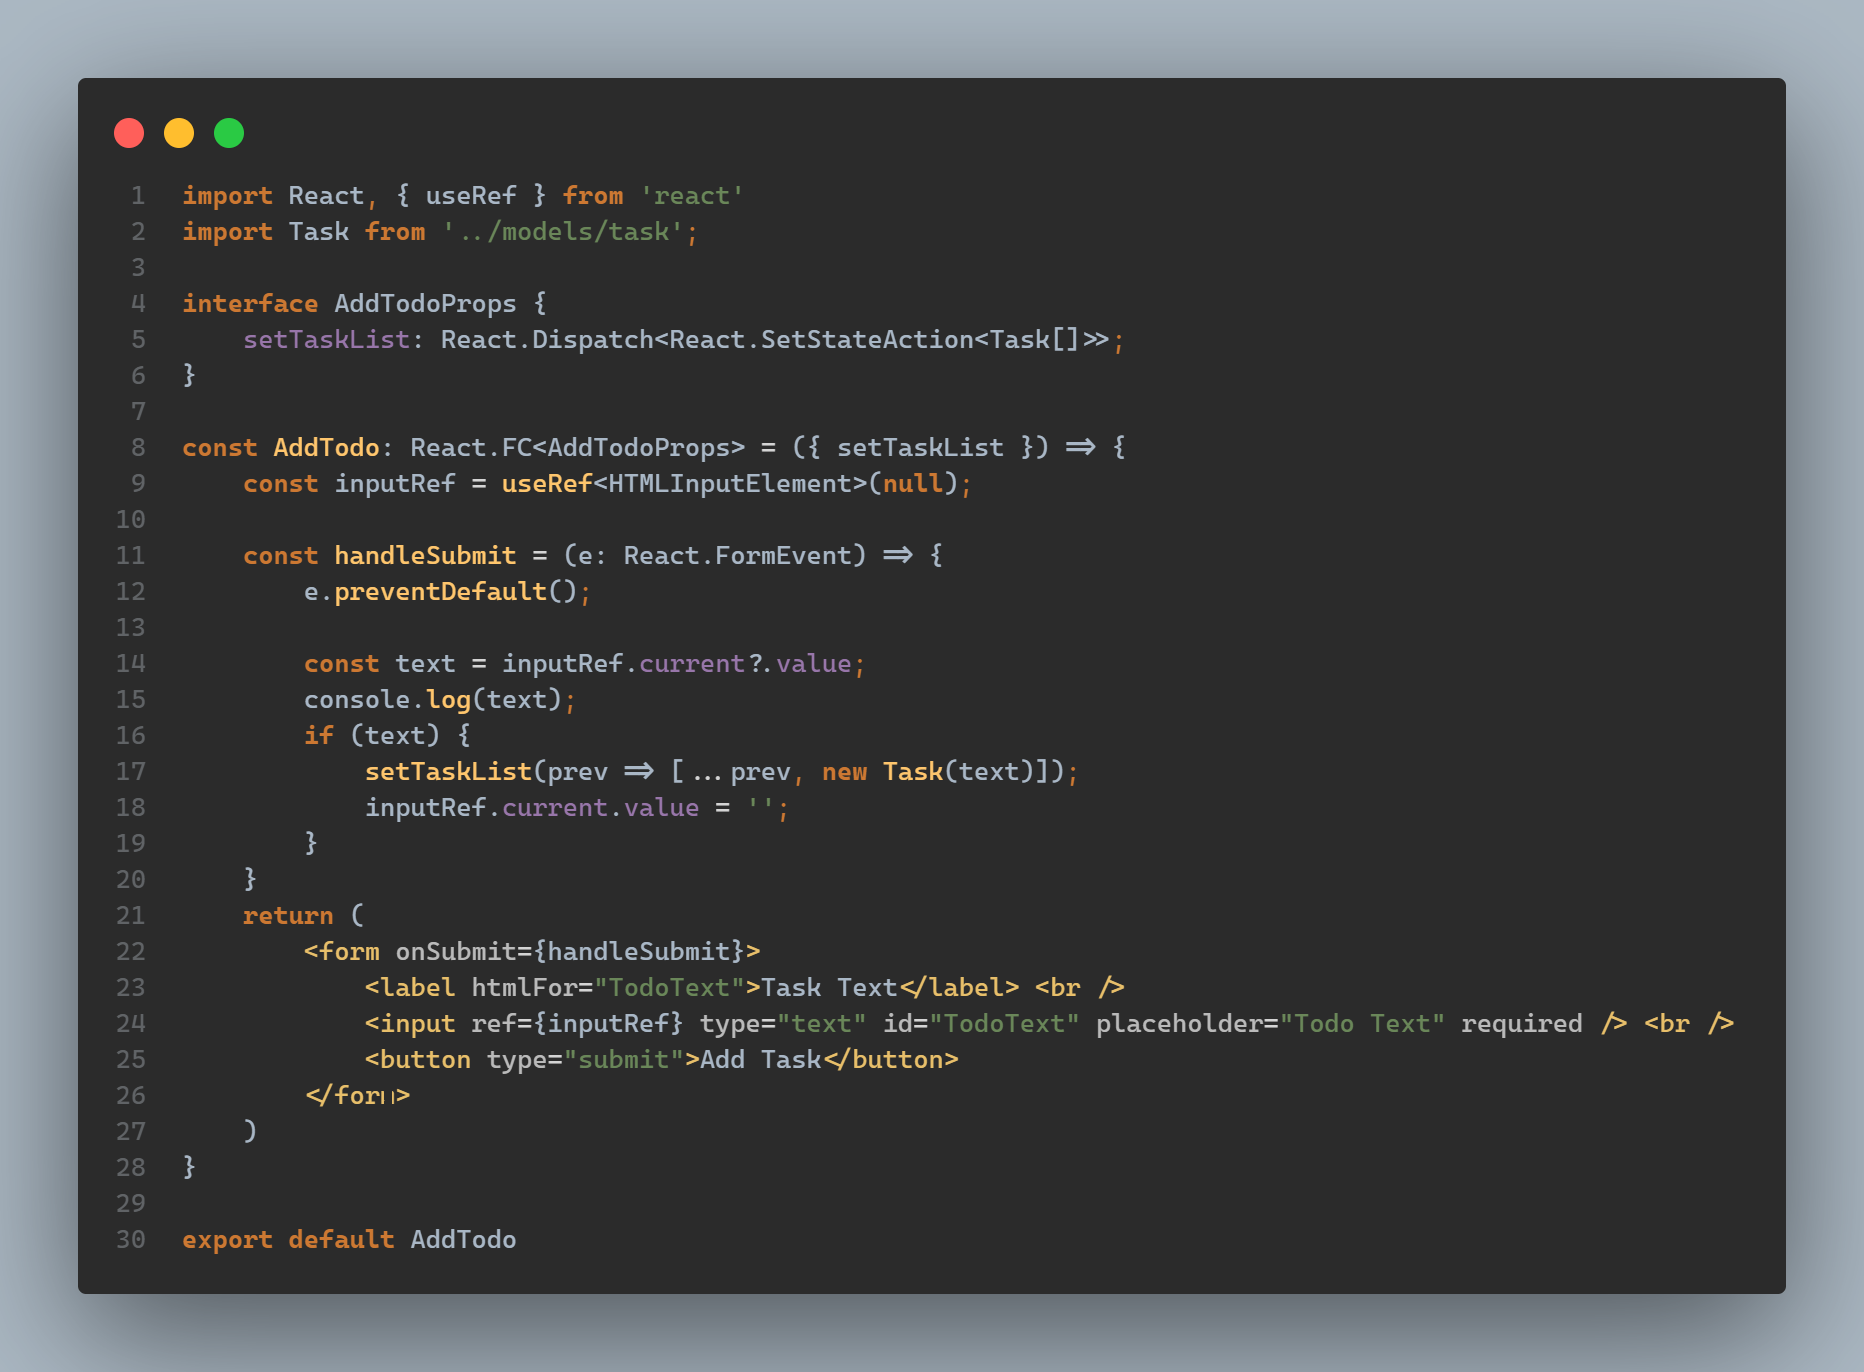 1 import React, { useRef } from 'react'
2 import Task from '../models/task';
3
4 interface AddTodoProps {
5     setTaskList: React.Dispatch<React.SetStateAction<Task[]>>;
6 }
7
8 const AddTodo: React.FC<AddTodoProps> = ({ setTaskList }) => {
9     const inputRef = useRef<HTMLInputElement>(null);
10
11     const handleSubmit = (e: React.FormEvent) => {
12         e.preventDefault();
13
14         const text = inputRef.current?.value;
15         console.log(text);
16         if (text) {
17             setTaskList(prev => [...prev, new Task(text)]);
18             inputRef.current.value = '';
19         }
20     }
21     return (
22         <form onSubmit={handleSubmit}>
23             <label htmlFor="TodoText">Task Text</label> <br />
24             <input ref={inputRef} type="text" id="TodoText" placeholder="Todo Text" required /> <br />
25             <button type="submit">Add Task</button>
26         </form>
27     )
28 }
29
30 export default AddTodo